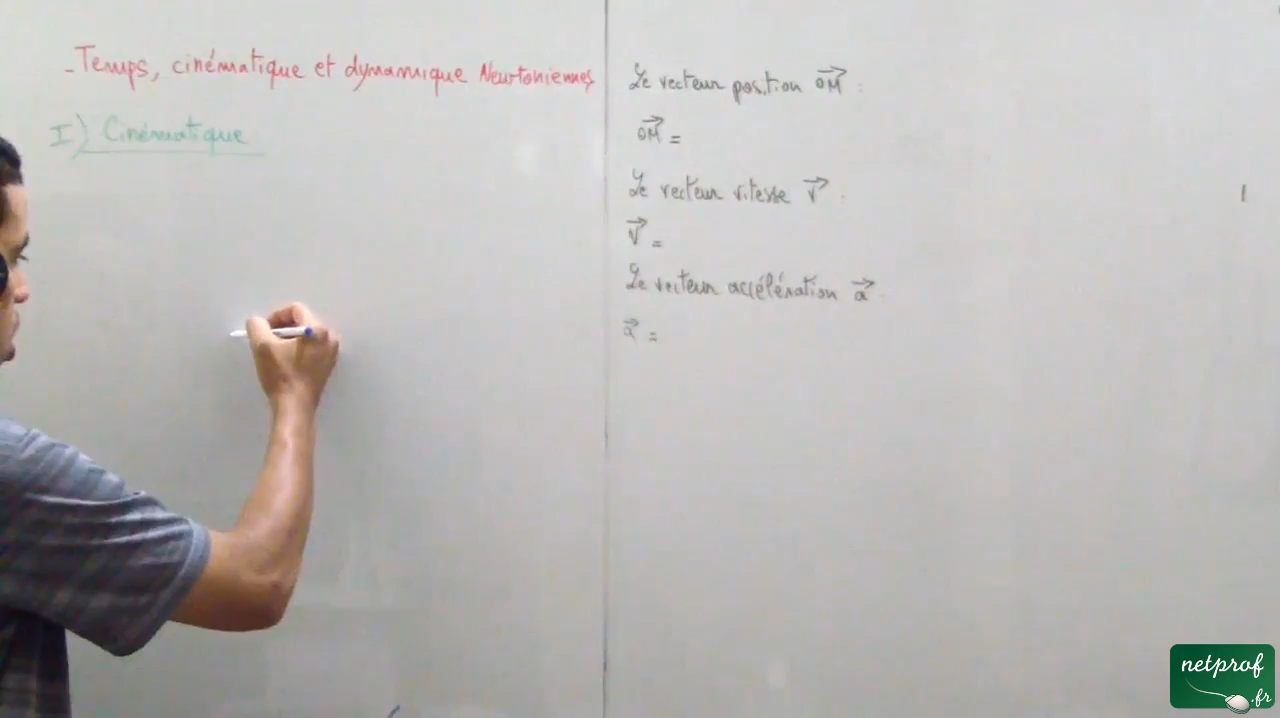 - Temps, cinématique et dynamique Newtoniennes
I) Cinématique
Le vecteur position OM⃗ :
OM⃗ =
Le vecteur vitesse V⃗ :
V⃗ =
Le vecteur accélération a⃗ :
a⃗ =
netprof
.fr